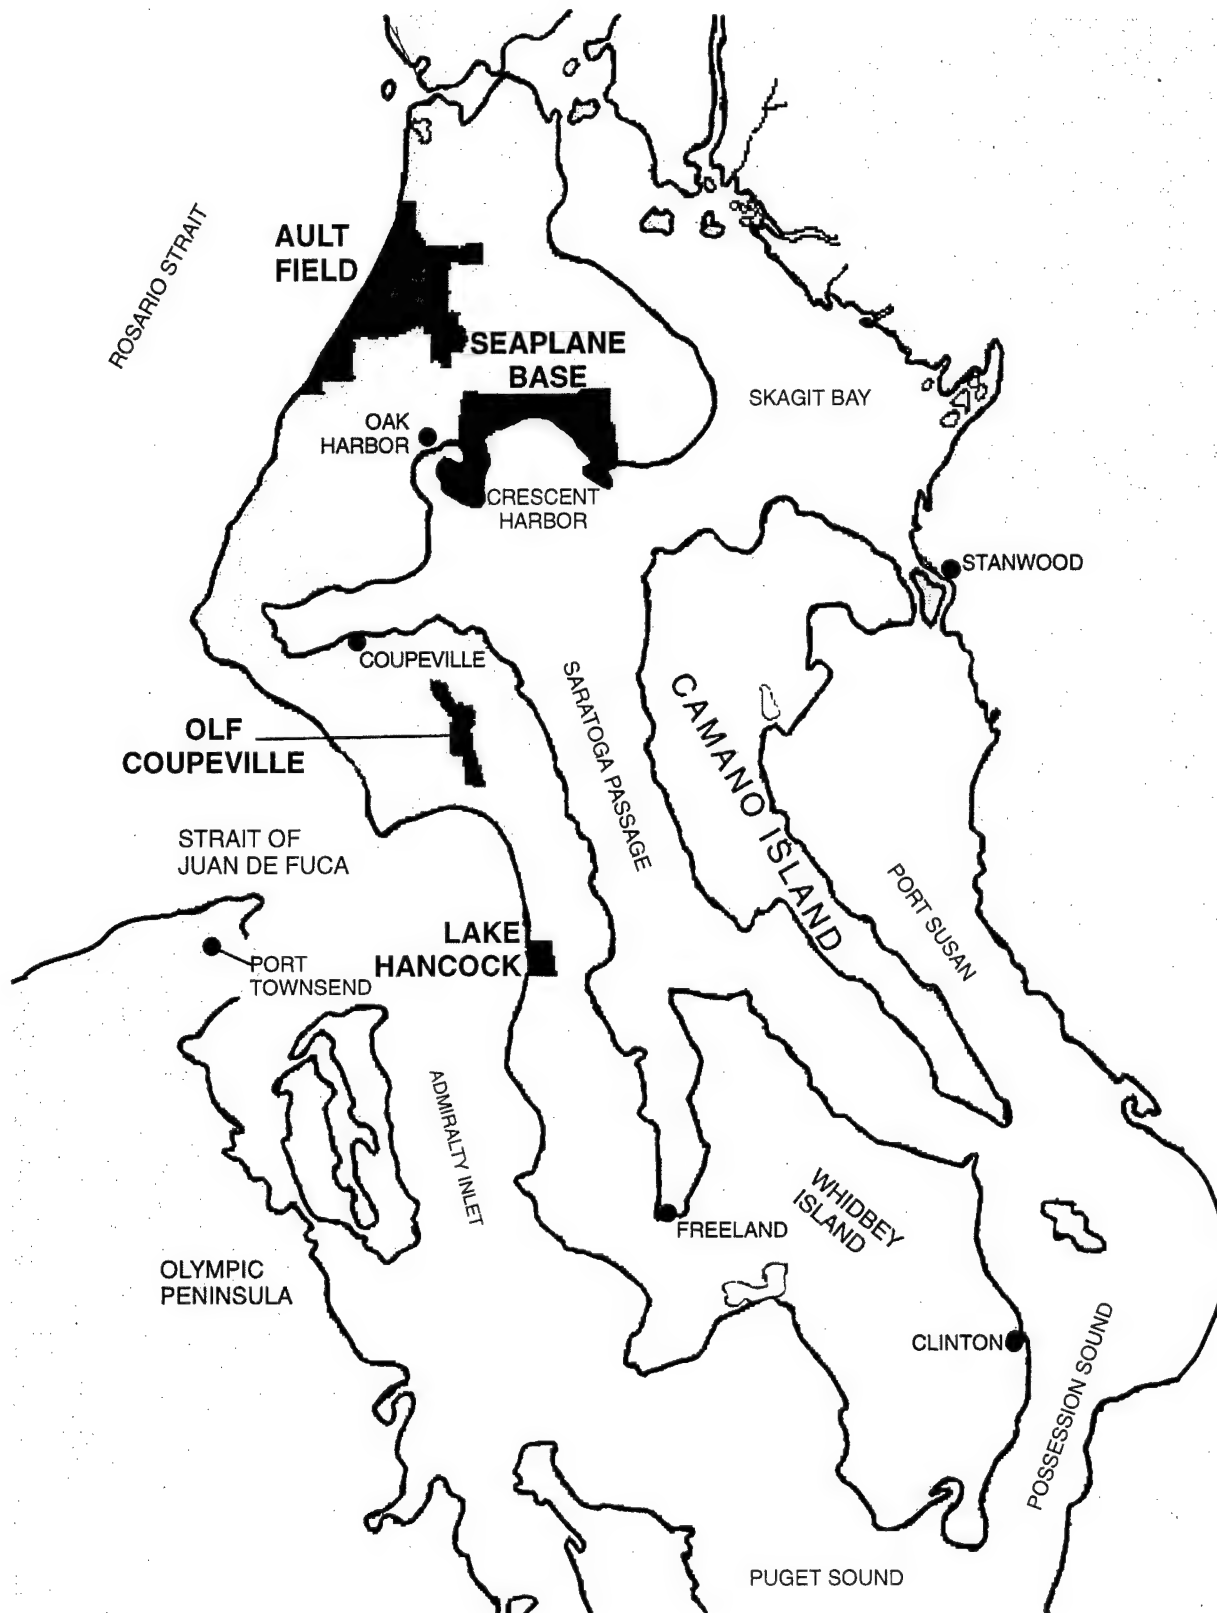 ROSARIO STRAIT
AULT
FIELD
SEAPLANE
BASE
SKAGIT BAY
OAK
HARBOR
CRESCENT
HARBOR
STANWOOD
COUPEVILLE
SARATOGA PASSAGE
CAMANO ISLAND
OLF
COUPEVILLE
STRAIT OF
JUAN DE FUCA
PORT SUSAN
LAKE
HANCOCK
PORT
TOWNSEND
ADMIRALTY INLET
WHIDBEY
ISLAND
FREELAND
OLYMPIC
PENINSULA
CLINTON
POSSESSION SOUND
PUGET SOUND